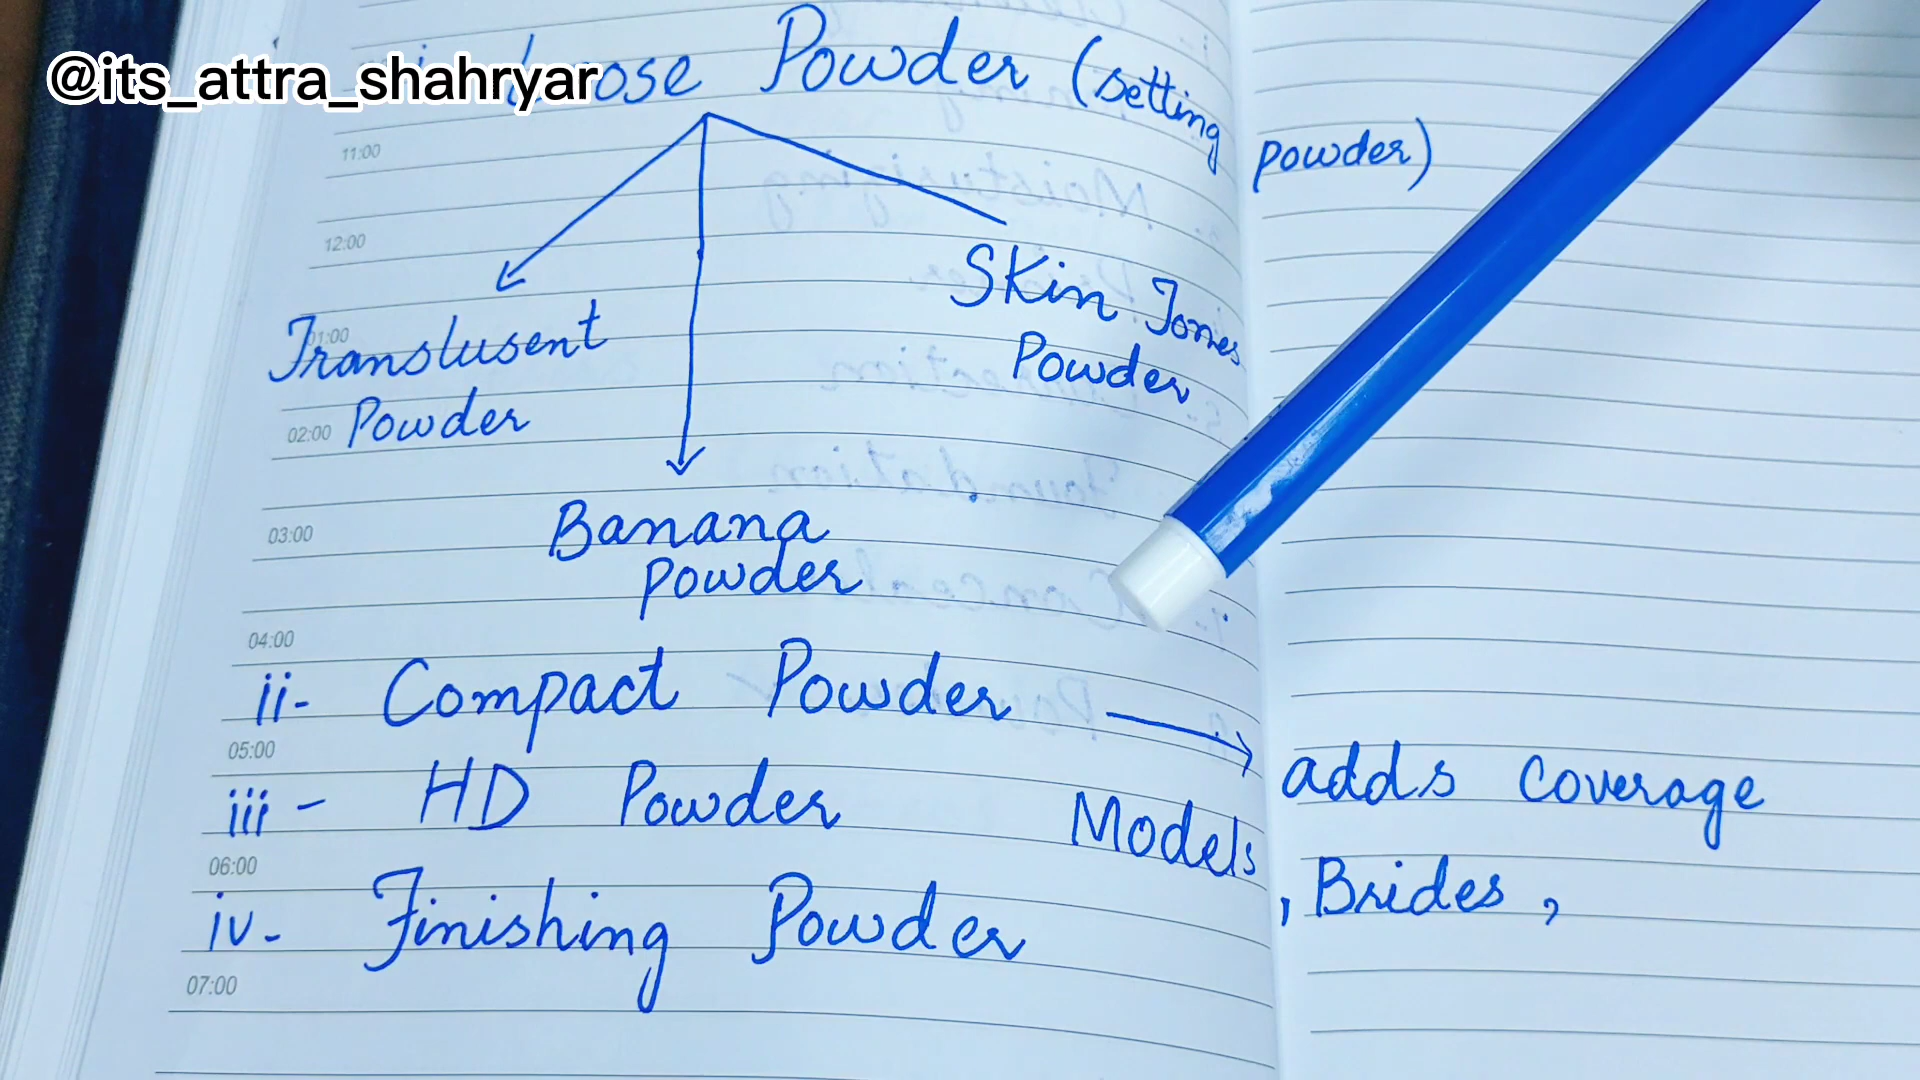 @its_attra_shahryar
i- Loose Powder (setting powder)
11:00
12:00
01:00
Translusent
Powder
02:00
Skin Tones
Powder
03:00
Banana
Powder
04:00
ii- Compact Powder → adds coverage
05:00
iii- HD Powder Models, Brides,
06:00
iv- Finishing Powder
07:00